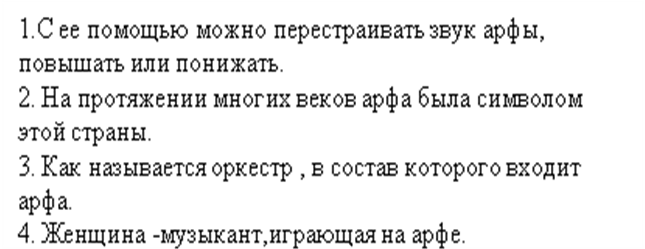 1.С ее помощью можно перестраивать звук арфы,
повышать или понижать.
2. На протяжении многих веков арфа была символом
этой страны.
3. Как называется оркестр , в состав которого входит
арфа.
4. Женщина -музыкант,играющая на арфе.